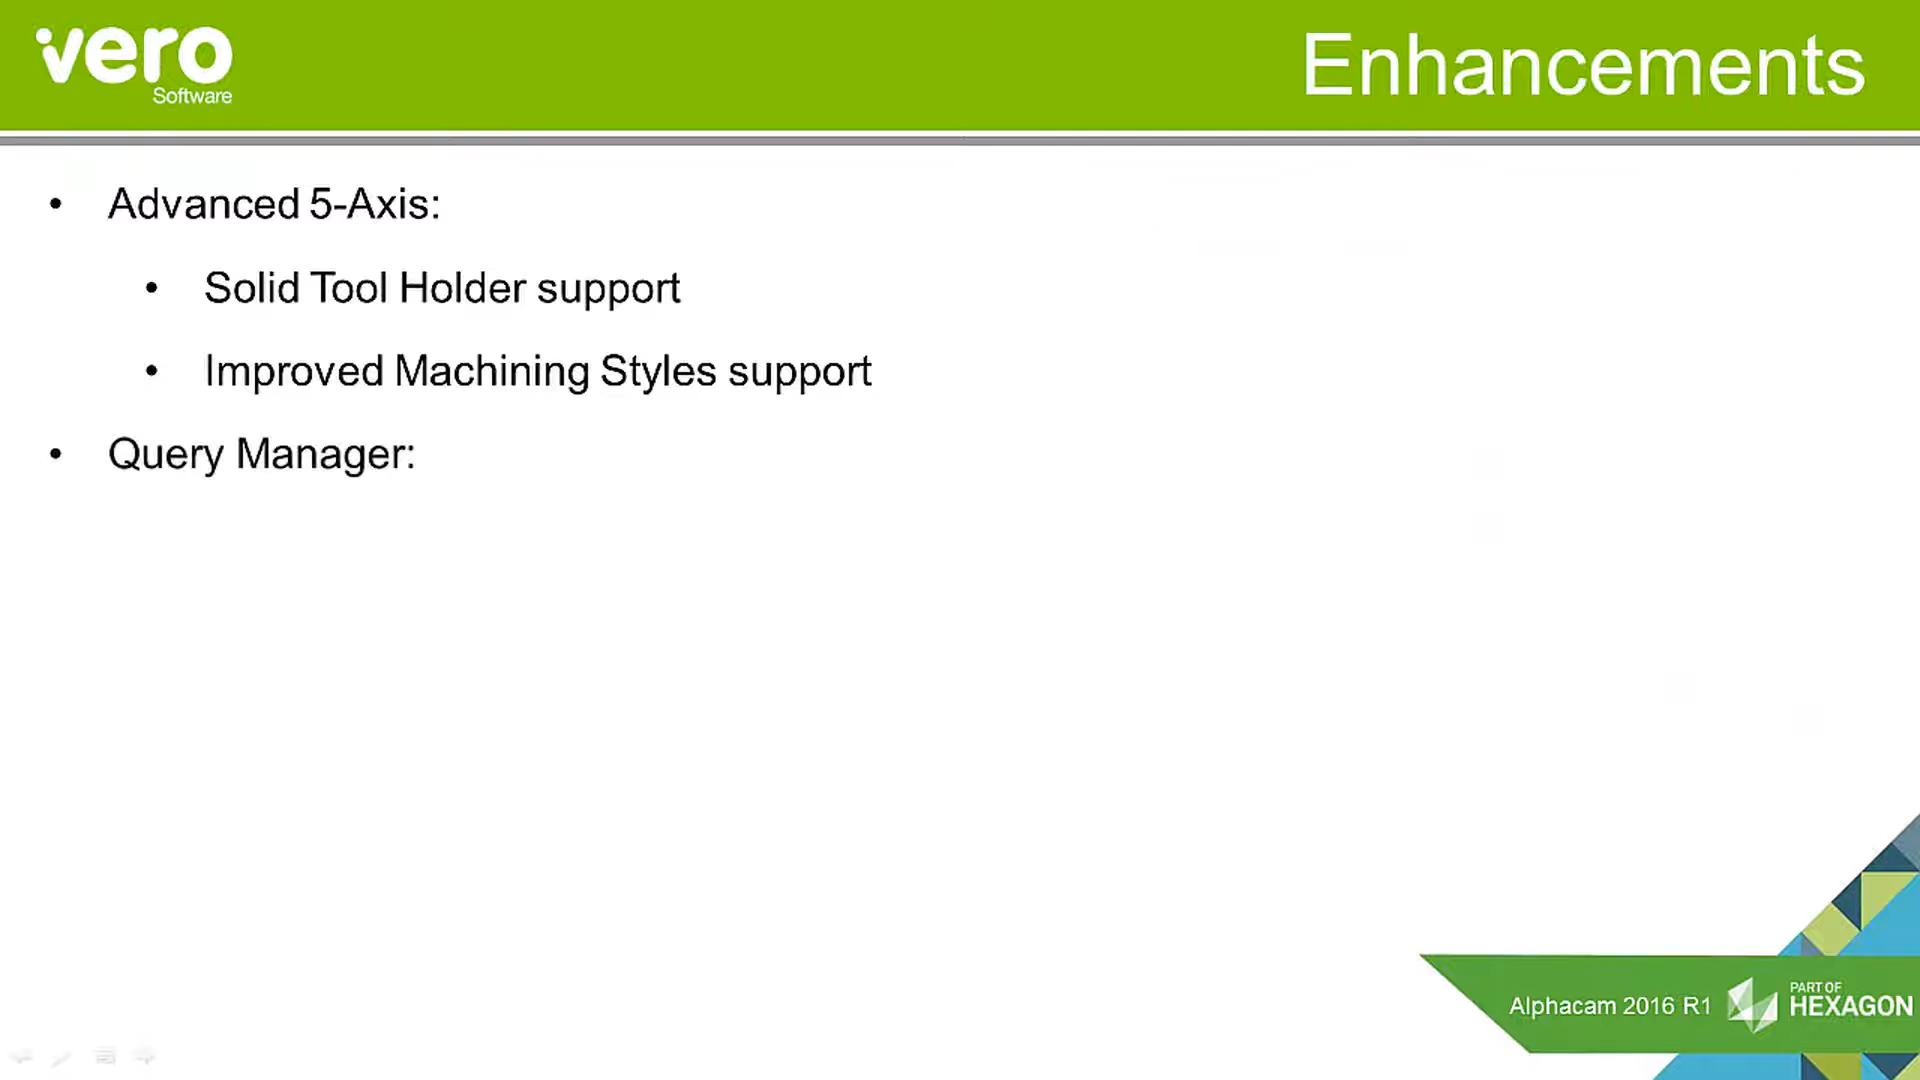 vero
Software
Enhancements
• Advanced 5-Axis:
• Solid Tool Holder support
• Improved Machining Styles support
• Query Manager:
Alphacam 2016 R1
PART OF
HEXAGON